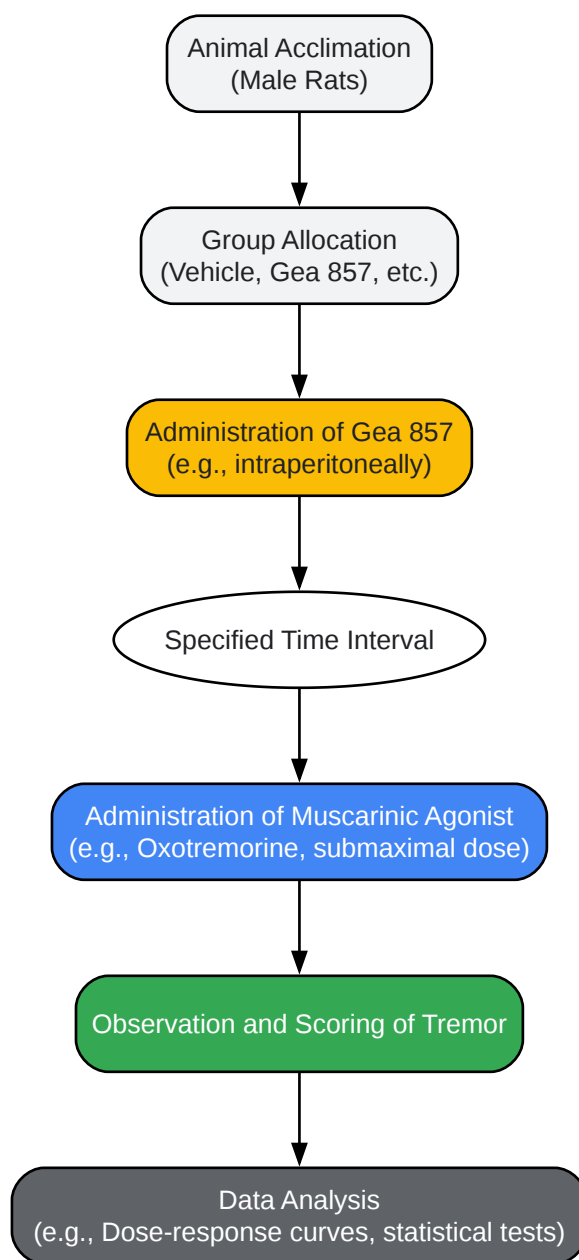 Animal Acclimation
(Male Rats)
Group Allocation
(Vehicle, Gea 857, etc.)
Administration of Gea 857
(e.g., intraperitoneally)
Specified Time Interval
Administration of Muscarinic Agonist
(e.g., Oxotremorine, submaximal dose)
Observation and Scoring of Tremor
Data Analysis
(e.g., Dose-response curves, statistical tests)